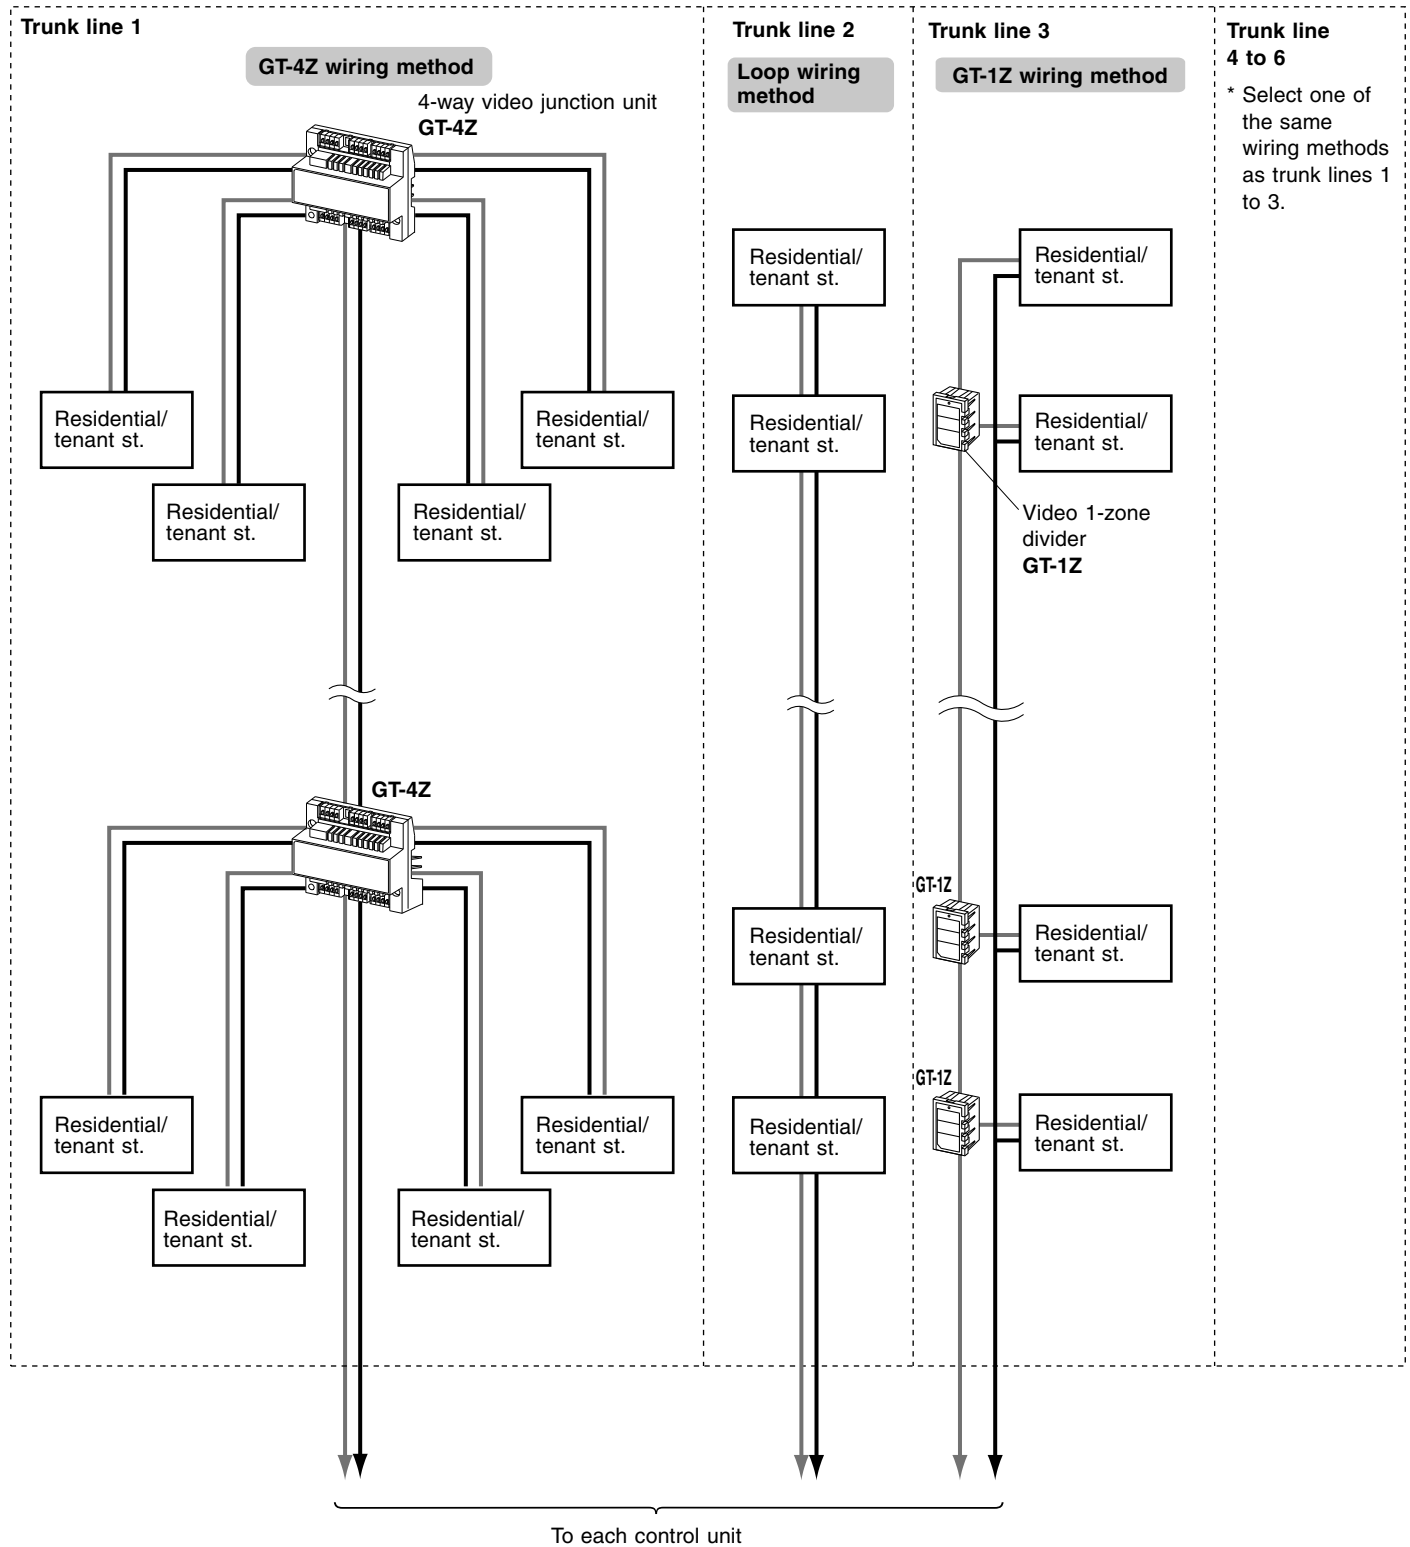 Trunk line 1
GT-4Z wiring method
4-way video junction unit
GT-4Z
Residential/
tenant st.
Residential/
tenant st.
Residential/
tenant st.
Residential/
tenant st.
GT-4Z
Residential/
tenant st.
Residential/
tenant st.
Residential/
tenant st.
Residential/
tenant st.
Trunk line 2
Loop wiring
method
Residential/
tenant st.
Residential/
tenant st.
Residential/
tenant st.
Residential/
tenant st.
Trunk line 3
GT-1Z wiring method
Residential/
tenant st.
Residential/
tenant st.
Video 1-zone
divider
GT-1Z
GT-1Z
Residential/
tenant st.
GT-1Z
Residential/
tenant st.
Trunk line
4 to 6
* Select one of
the same
wiring methods
as trunk lines 1
to 3.
To each control unit